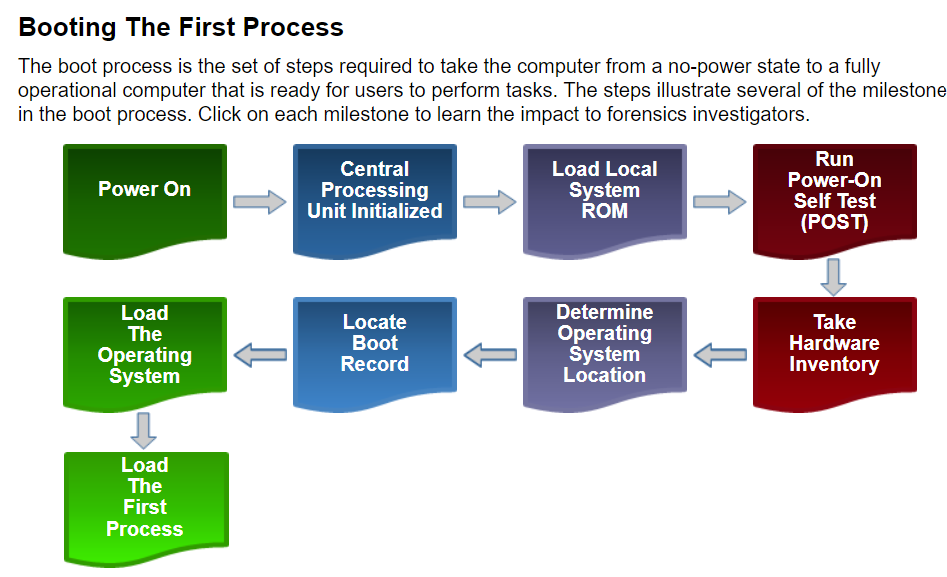 Booting The First Process
The boot process is the set of steps required to take the computer from a no-power state to a fully
operational computer that is ready for users to perform tasks. The steps illustrate several of the milestone
in the boot process. Click on each milestone to learn the impact to forensics investigators.
Power On
Central
Processing
Unit Initialized
Load Local
System
ROM
Run
Power-On
Self Test
(POST)
Take
Hardware
Inventory
Determine
Operating
System
Location
Locate
Boot
Record
Load
The
Operating
System
Load
The
First
Process